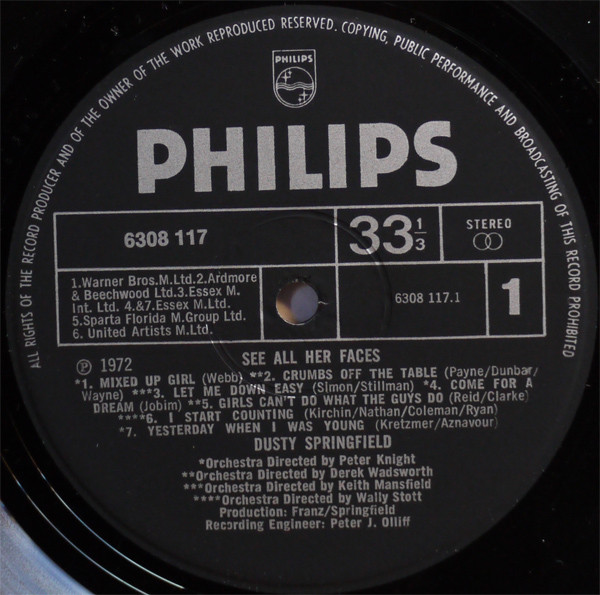 ALL RIGHTS OF THE RECORD PRODUCER AND OF THE OWNER OF THE WORK REPRODUCED RESERVED. COPYING, PUBLIC PERFORMANCE AND BROADCASTING OF THIS RECORD PROHIBITED
PHILIPS
PHILIPS
6308 117
33 1/3
STEREO
1.Warner Bros.M.Ltd.2.Ardmore
& Beechwood Ltd.3.Essex M.
Int. Ltd. 4.&7.Essex M.Ltd.
5.Sparta Florida M.Group Ltd.
6. United Artists M.Ltd.
6308 117.1
1
SEE ALL HER FACES
Ⓟ 1972
*1. MIXED UP GIRL (Webb) **2. CRUMBS OFF THE TABLE (Payne/Dunbar/
Wayne) ***3. LET ME DOWN EASY (Simon/Stillman) *4. COME FOR A
DREAM (Jobim) **5. GIRLS CAN'T DO WHAT THE GUYS DO (Reid/Clarke)
****6. I START COUNTING (Kirchin/Nathan/Coleman/Ryan)
*7. YESTERDAY WHEN I WAS YOUNG (Kretzmer/Aznavour)
DUSTY SPRINGFIELD
*Orchestra Directed by Peter Knight
**Orchestra Directed by Derek Wadsworth
***Orchestra Directed by Keith Mansfield
****Orchestra Directed by Wally Stott
Production: Franz/Springfield
Recording Engineer: Peter J. Olliff